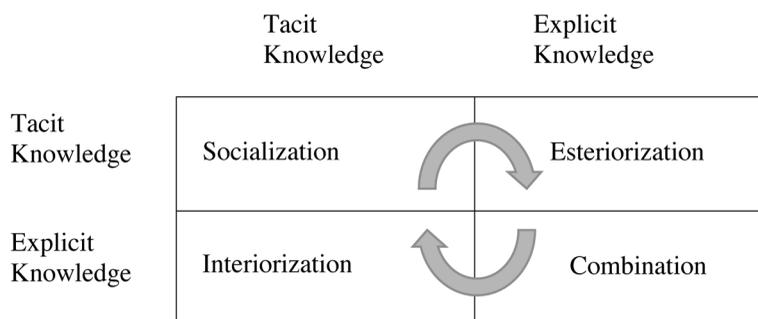 Tacit
Knowledge
Explicit
Knowledge
Tacit
Knowledge
Socialization
Esteriorization
Explicit
Knowledge
Interiorization
Combination